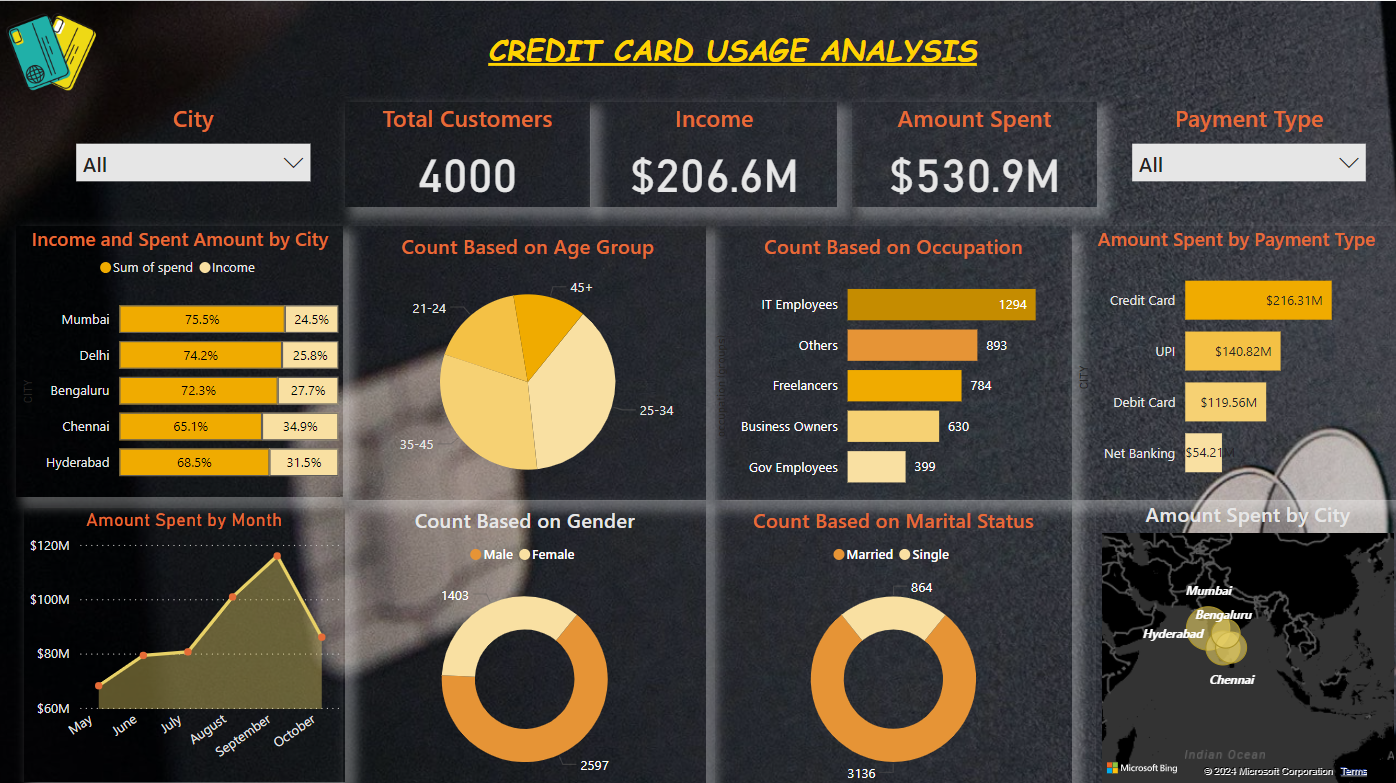 CREDIT CARD USAGE ANALYSIS
City
All
Total Customers
4000
Income
$206.6M
Amount Spent
$530.9M
Payment Type
All
Income and Spent Amount by City
Sum of spend Income
CITY
Mumbai 75.5% 24.5%
Delhi 74.2% 25.8%
Bengaluru 72.3% 27.7%
Chennai 65.1% 34.9%
Hyderabad 68.5% 31.5%
Count Based on Age Group
45+
21-24
25-34
35-45
Count Based on Occupation
IT Employees 1294
Others 893
Freelancers 784
Business Owners 630
Gov Employees 399
Amount Spent by Payment Type
CITY
Credit Card $216.31M
UPI $140.82M
Debit Card $119.56M
Net Banking $54.21
Amount Spent by Month
$120M
$100M
$80M
$60M
May June July August September October
Count Based on Gender
Male Female
1403
2597
Count Based on Marital Status
Married Single
864
3136
Amount Spent by City
Mumbai
Bengaluru
Hyderabad
Chennai
Indian Ocean
Microsoft Bing
© 2024 Microsoft Corporation Terms